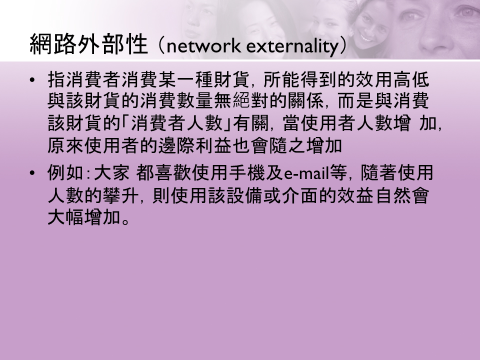 網路外部性（network externality）
• 指消費者消費某一種財貨，所能得到的效用高低
與該財貨的消費數量無絕對的關係，而是與消費
該財貨的「消費者人數」有關，當使用者人數增 加，
原來使用者的邊際利益也會隨之增加
• 例如：大家 都喜歡使用手機及e-mail等，隨著使用
人數的攀升，則使用該設備或介面的效益自然會
大幅增加。